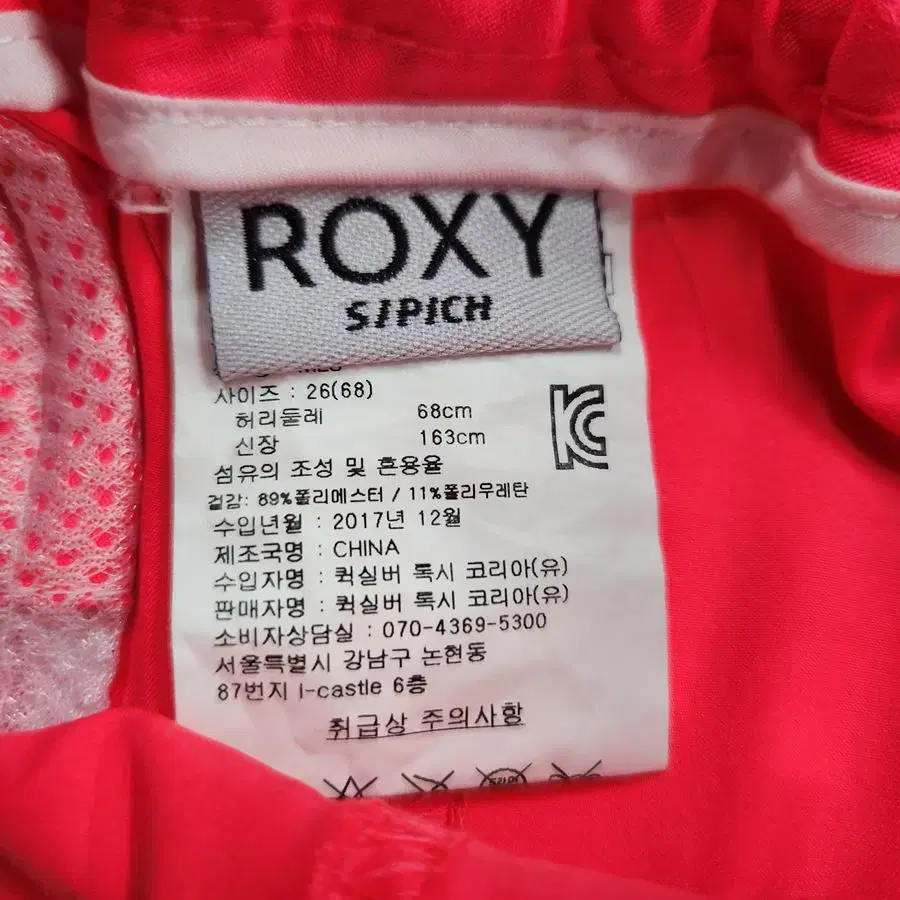 ROXY
S/P/CH
사이즈 : 26(68)
허리둘레 68cm
신장 163cm
섬유의 조성 및 혼용율
겉감: 89%폴리에스터 / 11%폴리우레탄
수입년월 : 2017년 12월
제조국명 : CHINA
수입자명 : 퀵실버 록시 코리아(유)
판매자명 : 퀵실버 록시 코리아(유)
소비자상담실 : 070-4369-5300
서울특별시 강남구 논현동
87번지 i-castle 6층
취급상 주의사항
드라이